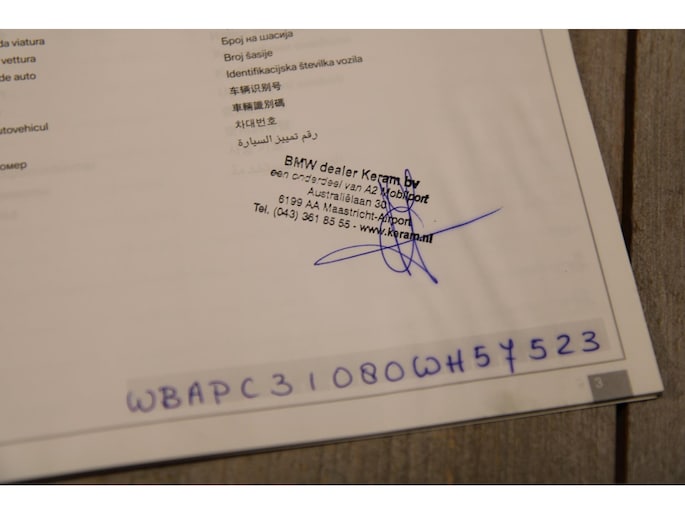 da viatura
vettura
de auto
utovehicul
омер
Број на шасија
Broj šasije
Identifikacijska številka vozila
车辆识别号
車輛識別碼
차대번호
رقم تمييز السيارة
BMW dealer Keram bv
een onderdeel van A2 Mobilport
Australiëlaan 30
6199 AA Maastricht-Airport
Tel. (043) 361 85 55 - www.keram.nl
WBAPC31080WH57523
3